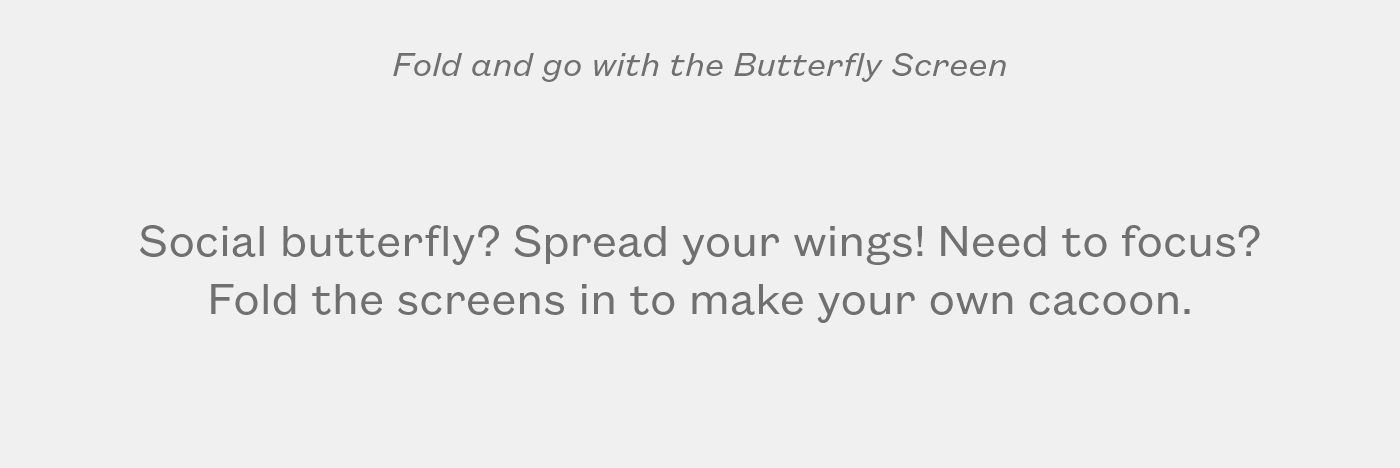 Fold and go with the Butterfly Screen
Social butterfly? Spread your wings! Need to focus?
Fold the screens in to make your own cacoon.